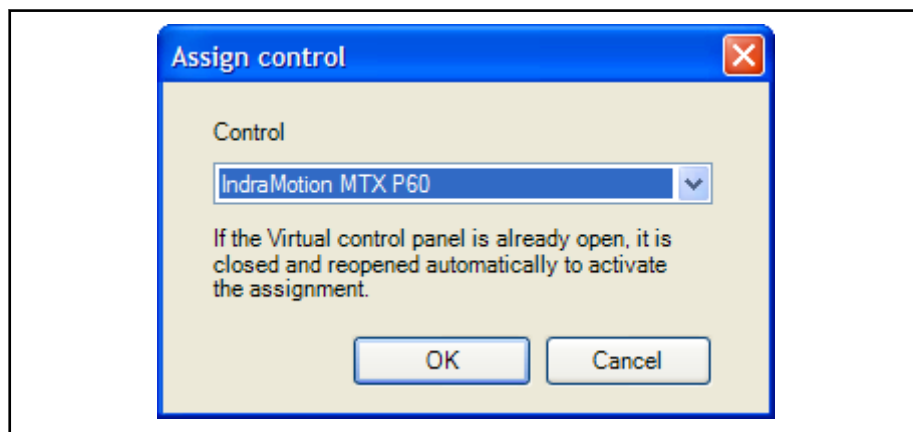 Assign control
Control
IndraMotion MTX P60
If the Virtual control panel is already open, it is
closed and reopened automatically to activate
the assignment.
OK
Cancel